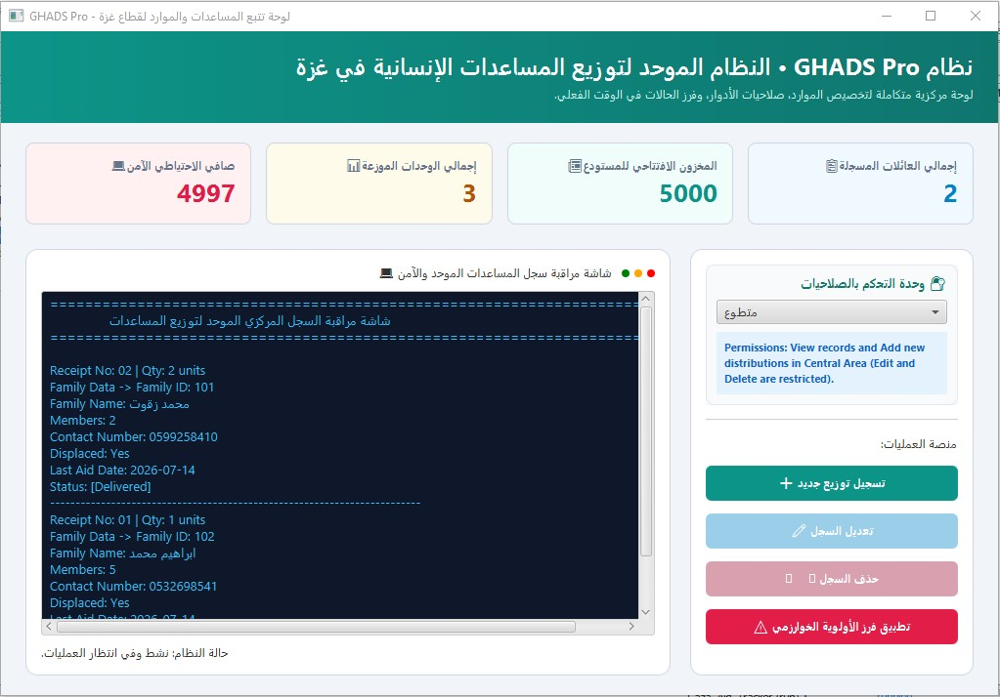 لوحة تتبع المساعدات والموارد لقطاع غزة - GHADS Pro
نظام GHADS Pro • النظام الموحد لتوزيع المساعدات الإنسانية في غزة
لوحة مركزية متكاملة لتخصيص الموارد، صلاحيات الأدوار، وفرز الحالات في الوقت الفعلي.
إجمالي العائلات المسجلة
2
المخزون الافتتاحي للمستودع
5000
إجمالي الوحدات الموزعة
3
صافي الاحتياطي الآمن
4997
وحدة التحكم بالصلاحيات
متطوع
Permissions: View records and Add new
distributions in Central Area (Edit and
Delete are restricted).
منصة العمليات:
تسجيل توزيع جديد
تعديل السجل
حذف السجل
تطبيق فرز الأولوية الخوارزمي
شاشة مراقبة سجل المساعدات الموحد والآمن
==================================================================
شاشة مراقبة السجل المركزي الموحد لتوزيع المساعدات
==================================================================
Receipt No: 02 | Qty: 2 units
Family Data -> Family ID: 101
Family Name: محمد زقوت
Members: 2
Contact Number: 0599258410
Displaced: Yes
Last Aid Date: 2026-07-14
Status: [Delivered]
----------------------------------------------------------------------
Receipt No: 01 | Qty: 1 units
Family Data -> Family ID: 102
Family Name: ابراهيم محمد
Members: 5
Contact Number: 0532698541
Displaced: Yes
Last Aid Date: 2026-07-14
حالة النظام: نشط وفي انتظار العمليات.